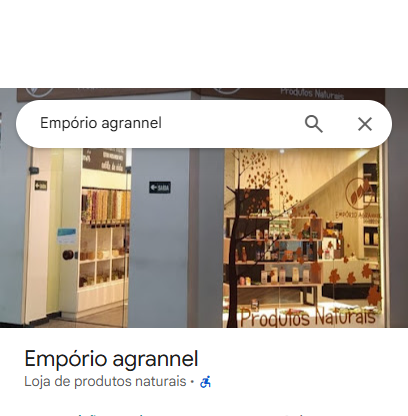 Produtos Naturais
Empório agrannel
SAÍDA
EMPÓRIO AGRANNEL
Produtos Naturais
Empório agrannel
Loja de produtos naturais ·